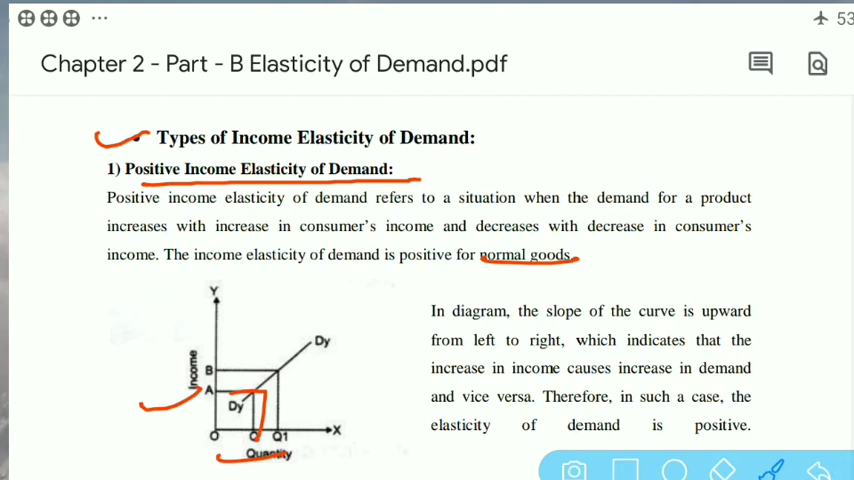 53
Chapter 2 - Part - B Elasticity of Demand.pdf
Types of Income Elasticity of Demand:
1) Positive Income Elasticity of Demand:
Positive income elasticity of demand refers to a situation when the demand for a product
increases with increase in consumer's income and decreases with decrease in consumer's
income. The income elasticity of demand is positive for normal goods.
Y
Income
B
A
Dy
Dy
O
Q
Q1
X
Quantity
In diagram, the slope of the curve is upward
from left to right, which indicates that the
increase in income causes increase in demand
and vice versa. Therefore, in such a case, the
elasticity of demand is positive.